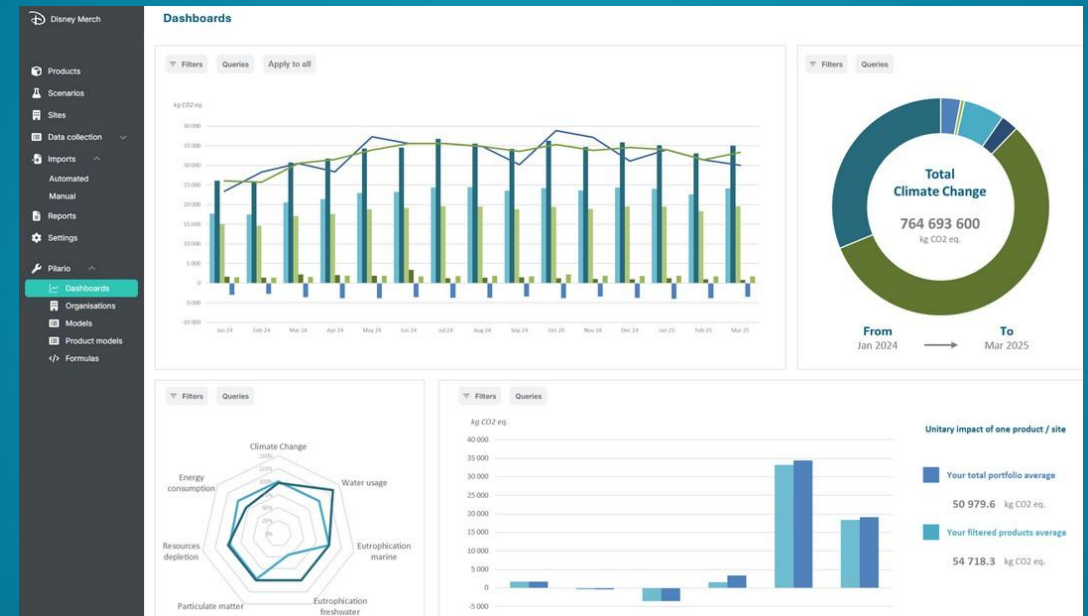 Disney Merch
Products
Scenarios
Sites
Data collection
Imports
Automated
Manual
Reports
Settings
Pilario
Dashboards
Organisations
Models
Product models
Formulas
Dashboards
Filters Queries Apply to all
kg CO2 eq.
40 000
35 000
30 000
25 000
20 000
15 000
10 000
5 000
0
-5 000
-10 000
Jan 24 Feb 24 Mar 24 Apr 24 May 24 Jun 24 Jul 24 Aug 24 Sep 24 Oct 24 Nov 24 Dec 24 Jan 25 Feb 25 Mar 25
Filters Queries
Total
Climate Change
764 693 600
kg CO2 eq.
From To
Jan 2024 Mar 2025
Filters Queries
Climate Change
Water usage
Eutrophication
marine
Eutrophication
freshwater
Particulate matter
Resources
depletion
Energy
consumption
150%
125%
Filters Queries
kg CO2 eq.
40 000
35 000
30 000
25 000
20 000
15 000
10 000
5 000
0
-5 000
Unitary impact of one product / site
Your total portfolio average
50 979.6 kg CO2 eq.
Your filtered products average
54 718.3 kg CO2 eq.